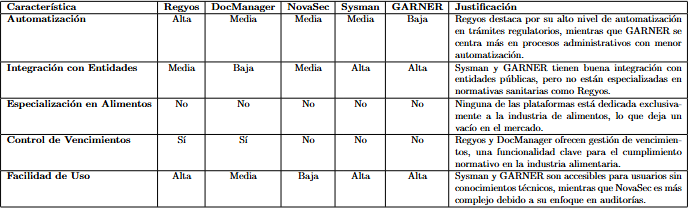 Característica Regyos DocManager NovaSec Sysman GARNER Justificación
Automatización Alta Media Media Media Baja Regyos destaca por su alto nivel de automatización
en trámites regulatorios, mientras que GARNER se
centra más en procesos administrativos con menor
automatización.
Integración con Entidades Media Baja Media Alta Alta Sysman y GARNER tienen buena integración con
entidades públicas, pero no están especializadas en
normativas sanitarias como Regyos.
Especialización en Alimentos No No No No No Ninguna de las plataformas está dedicada exclusiva-
mente a la industria de alimentos, lo que deja un
vacío en el mercado.
Control de Vencimientos Sí Sí No No No Regyos y DocManager ofrecen gestión de vencimien-
tos, una funcionalidad clave para el cumplimiento
normativo en la industria alimentaria.
Facilidad de Uso Alta Media Baja Alta Alta Sysman y GARNER son accesibles para usuarios sin
conocimientos técnicos, mientras que NovaSec es más
complejo debido a su enfoque en auditorías.